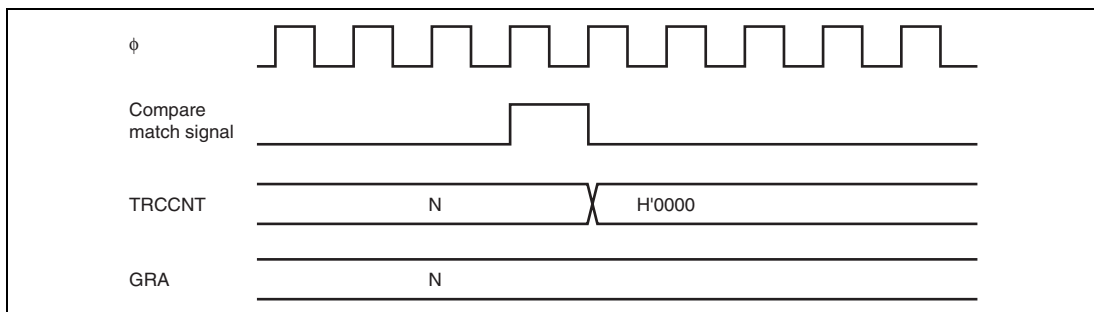 ϕ
Compare
match signal
TRCCNT
N
H'0000
GRA
N